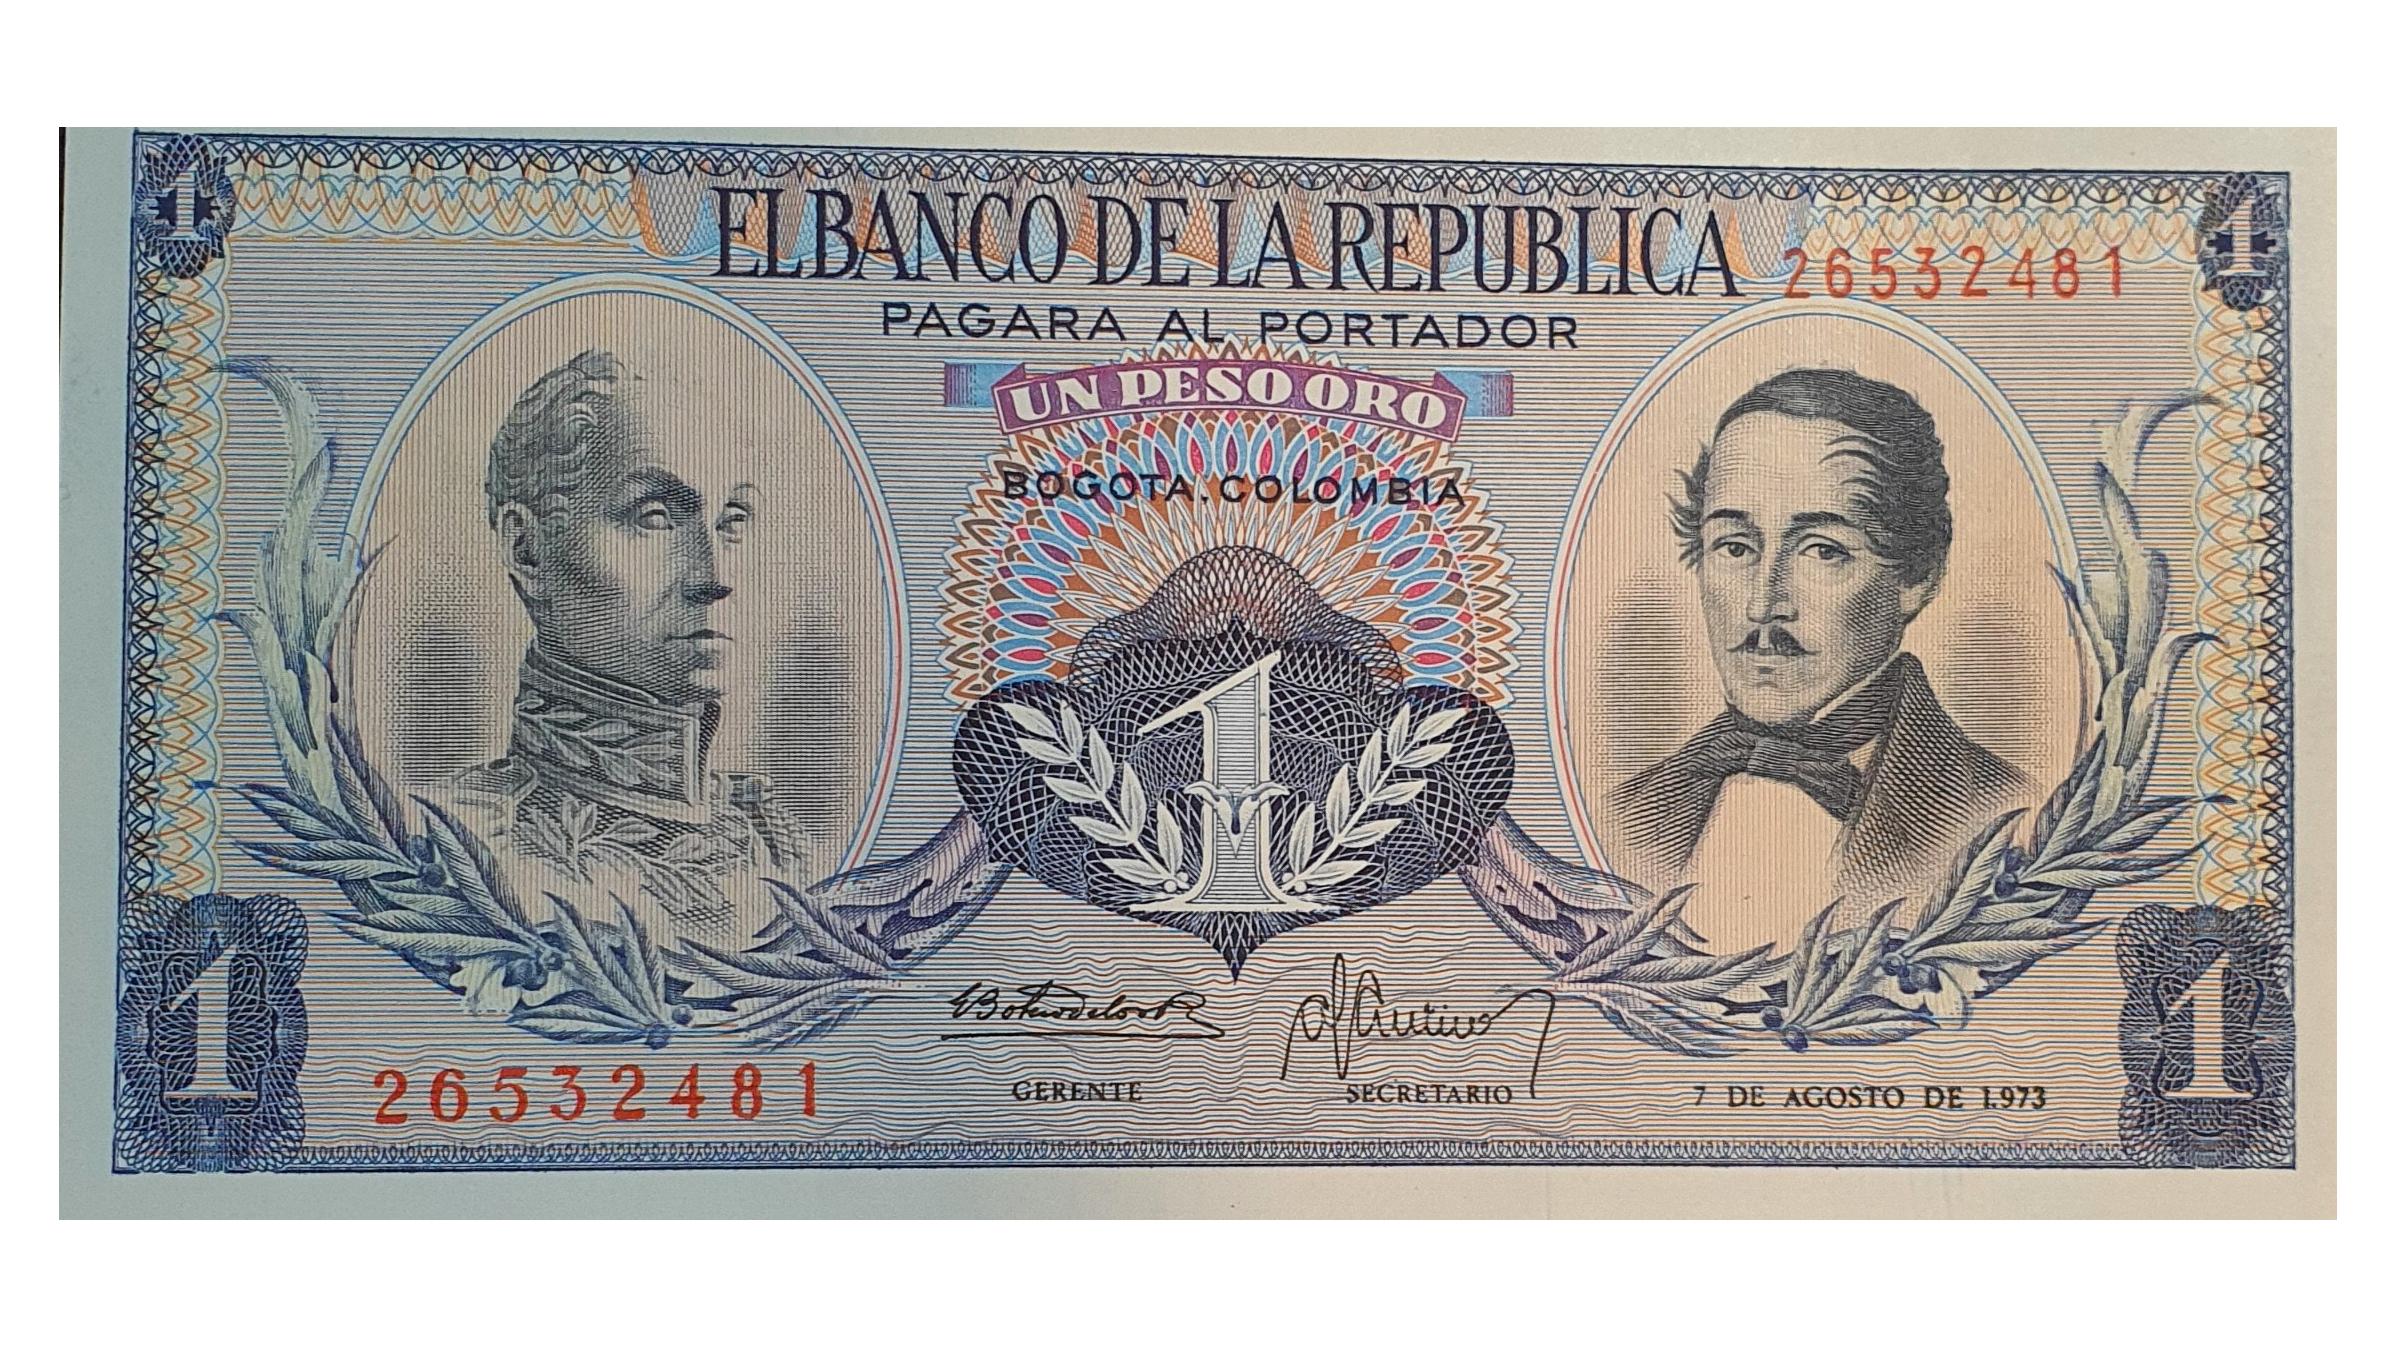 1
1
EL BANCO DE LA REPUBLICA
26532481
PAGARA AL PORTADOR
UN PESO ORO
BOGOTA. COLOMBIA
1
1
1
26532481
GERENTE
SECRETARIO
7 DE AGOSTO DE 1.973